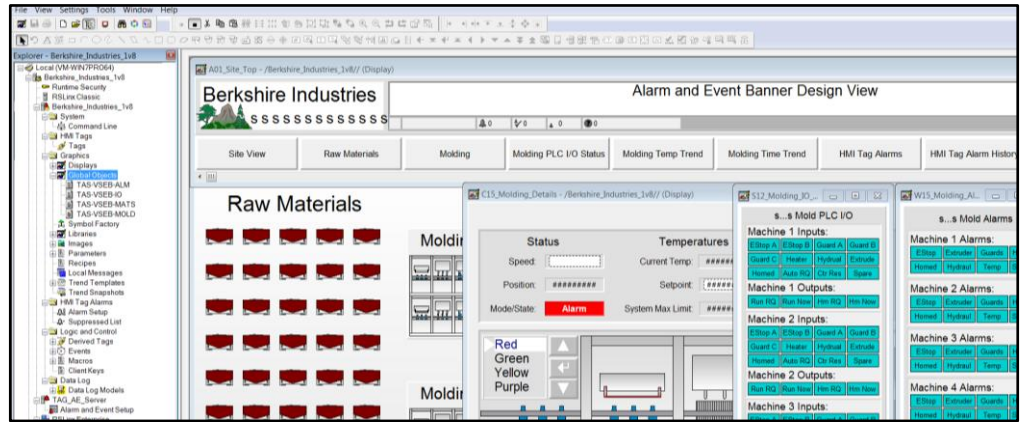 File View Settings Tools Window Help
Explorer - Berkshire_Industries_1v8
Local (VM-WIN7PRO64)
Berkshire_Industries_1v8
Runtime Security
RSLinx Classic
Berkshire_Industries_1v8
System
Command Line
HMI Tags
Tags
Graphics
Displays
Global Objects
TAS-VSEB-ALM
TAS-VSEB-IO
TAS-VSEB-MATS
TAS-VSEB-MOLD
Symbol Factory
Libraries
Images
Parameters
Recipes
Local Messages
Trend Templates
Trend Snapshots
HMI Tag Alarms
Alarm Setup
Suppressed List
Logic and Control
Derived Tags
Events
Macros
Client Keys
Data Log
Data Log Models
TAG_AE_Server
Alarm and Event Setup
RSLinx Enterprise
A01_Site_Top - /Berkshire_Industries_1v8// (Display)
Berkshire Industries
S S S S S S S S S S S S S
Alarm and Event Banner Design View
0 0 0 0
Site View
Raw Materials
Molding
Molding PLC I/O Status
Molding Temp Trend
Molding Time Trend
HMI Tag Alarms
HMI Tag Alarm History
Raw Materials
C15_Molding_Details - /Berkshire_Industries_1v8// (Display)
Status
Temperatures
Speed:
Current Temp:
Position: #########
Setpoint:
Mode/State: Alarm
System Max Limit:
Red
Green
Yellow
Purple
S12_Molding_IO_...
s...s Mold PLC I/O
Machine 1 Inputs:
EStop A EStop B Guard A Guard B
Guard C Heater Hydrual Extrude
Homed Auto RQ Clr Res Spare
Machine 1 Outputs:
Run RQ Run Now Hm RQ Hm Now
Machine 2 Inputs:
EStop A EStop B Guard A Guard B
Guard C Heater Hydrual Extrude
Homed Auto RQ Clr Res Spare
Machine 2 Outputs:
Run RQ Run Now Hm RQ Hm Now
Machine 3 Inputs:
W15_Molding_AL...
s...s Mold Alarms
Machine 1 Alarms:
EStop Extruder Guards
Homed Hydraul Temp
Machine 2 Alarms:
EStop Extruder Guards
Homed Hydraul Temp
Machine 3 Alarms:
EStop Extruder Guards
Homed Hydraul Temp
Machine 4 Alarms:
EStop Extruder Guards
Homed Hydraul Temp